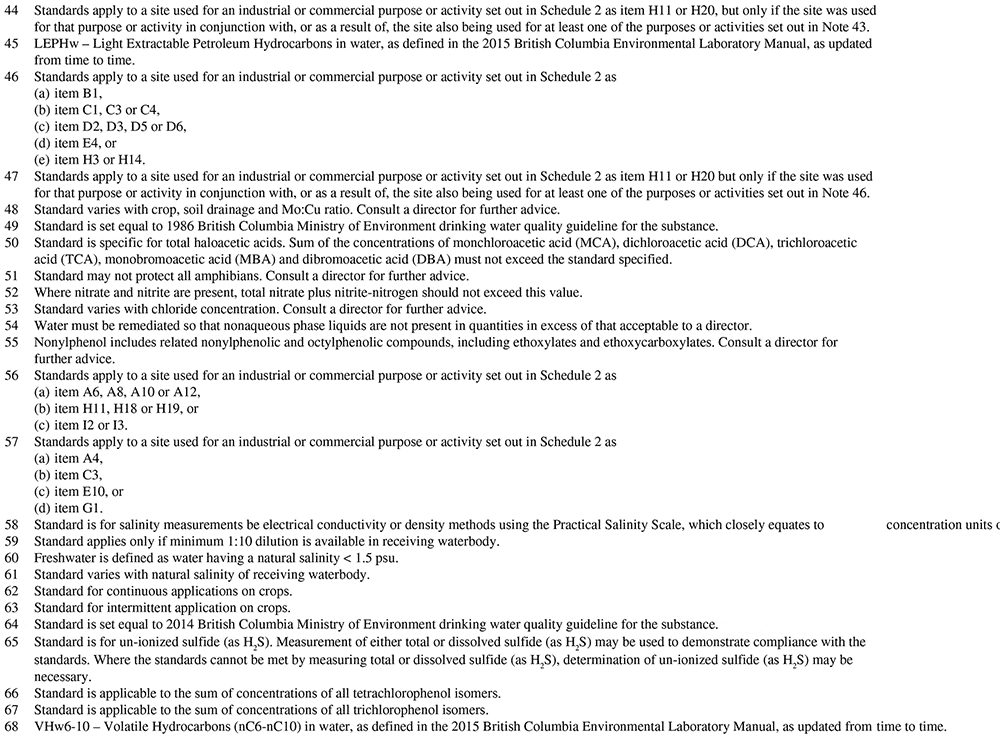 44 Standards apply to a site used for an industrial or commercial purpose or activity set out in Schedule 2 as item H11 or H20, but only if the site was used
for that purpose or activity in conjunction with, or as a result of, the site also being used for at least one of the purposes or activities set out in Note 43.
45 LEPHw – Light Extractable Petroleum Hydrocarbons in water, as defined in the 2015 British Columbia Environmental Laboratory Manual, as updated
from time to time.
46 Standards apply to a site used for an industrial or commercial purpose or activity set out in Schedule 2 as
(a) item B1,
(b) item C1, C3 or C4,
(c) item D2, D3, D5 or D6,
(d) item E4, or
(e) item H3 or H14.
47 Standards apply to a site used for an industrial or commercial purpose or activity set out in Schedule 2 as item H11 or H20 but only if the site was used
for that purpose or activity in conjunction with, or as a result of, the site also being used for at least one of the purposes or activities set out in Note 46.
48 Standard varies with crop, soil drainage and Mo:Cu ratio. Consult a director for further advice.
49 Standard is set equal to 1986 British Columbia Ministry of Environment drinking water quality guideline for the substance.
50 Standard is specific for total haloacetic acids. Sum of the concentrations of monchloroacetic acid (MCA), dichloroacetic acid (DCA), trichloroacetic
acid (TCA), monobromoacetic acid (MBA) and dibromoacetic acid (DBA) must not exceed the standard specified.
51 Standard may not protect all amphibians. Consult a director for further advice.
52 Where nitrate and nitrite are present, total nitrate plus nitrite-nitrogen should not exceed this value.
53 Standard varies with chloride concentration. Consult a director for further advice.
54 Water must be remediated so that nonaqueous phase liquids are not present in quantities in excess of that acceptable to a director.
55 Nonylphenol includes related nonylphenolic and octylphenolic compounds, including ethoxylates and ethoxycarboxylates. Consult a director for
further advice.
56 Standards apply to a site used for an industrial or commercial purpose or activity set out in Schedule 2 as
(a) item A6, A8, A10 or A12,
(b) item H11, H18 or H19, or
(c) item I2 or I3.
57 Standards apply to a site used for an industrial or commercial purpose or activity set out in Schedule 2 as
(a) item A4,
(b) item C3,
(c) item E10, or
(d) item G1.
58 Standard is for salinity measurements be electrical conductivity or density methods using the Practical Salinity Scale, which closely equates to concentration units
59 Standard applies only if minimum 1:10 dilution is available in receiving waterbody.
60 Freshwater is defined as water having a natural salinity < 1.5 psu.
61 Standard varies with natural salinity of receiving waterbody.
62 Standard for continuous applications on crops.
63 Standard for intermittent application on crops.
64 Standard is set equal to 2014 British Columbia Ministry of Environment drinking water quality guideline for the substance.
65 Standard is for un-ionized sulfide (as H2S). Measurement of either total or dissolved sulfide (as H2S) may be used to demonstrate compliance with the
standards. Where the standards cannot be met by measuring total or dissolved sulfide (as H2S), determination of un-ionized sulfide (as H2S) may be
necessary.
66 Standard is applicable to the sum of concentrations of all tetrachlorophenol isomers.
67 Standard is applicable to the sum of concentrations of all trichlorophenol isomers.
68 VHw6-10 – Volatile Hydrocarbons (nC6-nC10) in water, as defined in the 2015 British Columbia Environmental Laboratory Manual, as updated from time to time.